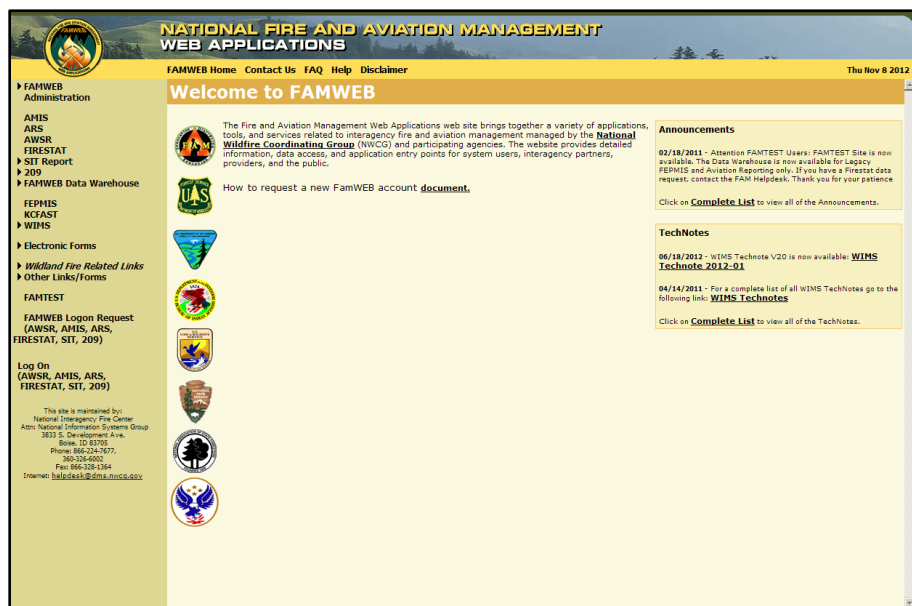 NATIONAL FIRE AND AVIATION MANAGEMENT
WEB APPLICATIONS
FAMWEB
FAMWEB Home Contact Us FAQ Help Disclaimer
Thu Nov 8 2012
FAMWEB
Administration
AMIS
ARS
AWSR
FIRESTAT
SIT Report
209
FAMWEB Data Warehouse
FEPMIS
KCFAST
WIMS
Electronic Forms
Wildland Fire Related Links
Other Links/Forms
FAMTEST
FAMWEB Logon Request
(AWSR, AMIS, ARS,
FIRESTAT, SIT, 209)
Log On
(AWSR, AMIS, ARS,
FIRESTAT, SIT, 209)
This site is maintained by:
National Interagency Fire Center
Attn: National Information Systems Group
3833 S. Development Ave.
Boise, ID 83705
Phone: 866-224-7677,
360-326-6002
Fax: 866-328-1364
Internet: helpdesk@dms.nwcg.gov
Welcome to FAMWEB
The Fire and Aviation Management Web Applications web site brings together a variety of applications,
tools, and services related to interagency fire and aviation management managed by the National
Wildfire Coordinating Group (NWCG) and participating agencies. The website provides detailed
information, data access, and application entry points for system users, interagency partners,
providers, and the public.
How to request a new FamWEB account document.
FAM
FOREST SERVICE
U S
Announcements
02/18/2011 - Attention FAMTEST Users: FAMTEST Site is now
available. The Data Warehouse is now available for Legacy
FEPMIS and Aviation Reporting only. If you have a Firestat data
request, contact the FAM Helpdesk. Thank you for your patience
Click on Complete List to view all of the Announcements.
TechNotes
06/18/2012 - WIMS Technote V20 is now available: WIMS
Technote 2012-01
04/14/2011 - For a complete list of all WIMS TechNotes go to the
following link: WIMS Technotes
Click on Complete List to view all of the TechNotes.